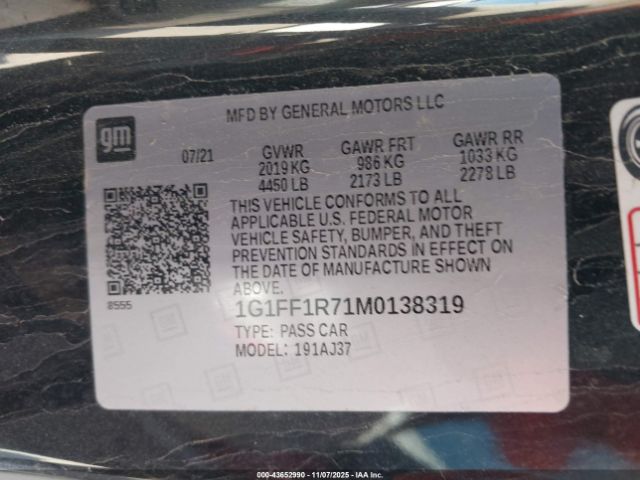 MFD BY GENERAL MOTORS LLC
gm
07/21 GVWR GAWR FRT GAWR RR
2019 KG 986 KG 1033 KG
4450 LB 2173 LB 2278 LB
THIS VEHICLE CONFORMS TO ALL
APPLICABLE U.S. FEDERAL MOTOR
VEHICLE SAFETY, BUMPER, AND THEFT
PREVENTION STANDARDS IN EFFECT ON
THE DATE OF MANUFACTURE SHOWN
ABOVE.
8555
1G1FF1R71M0138319
TYPE: PASS CAR
MODEL: 191AJ37
000-43652990 - 11/07/2025 - IAA Inc.